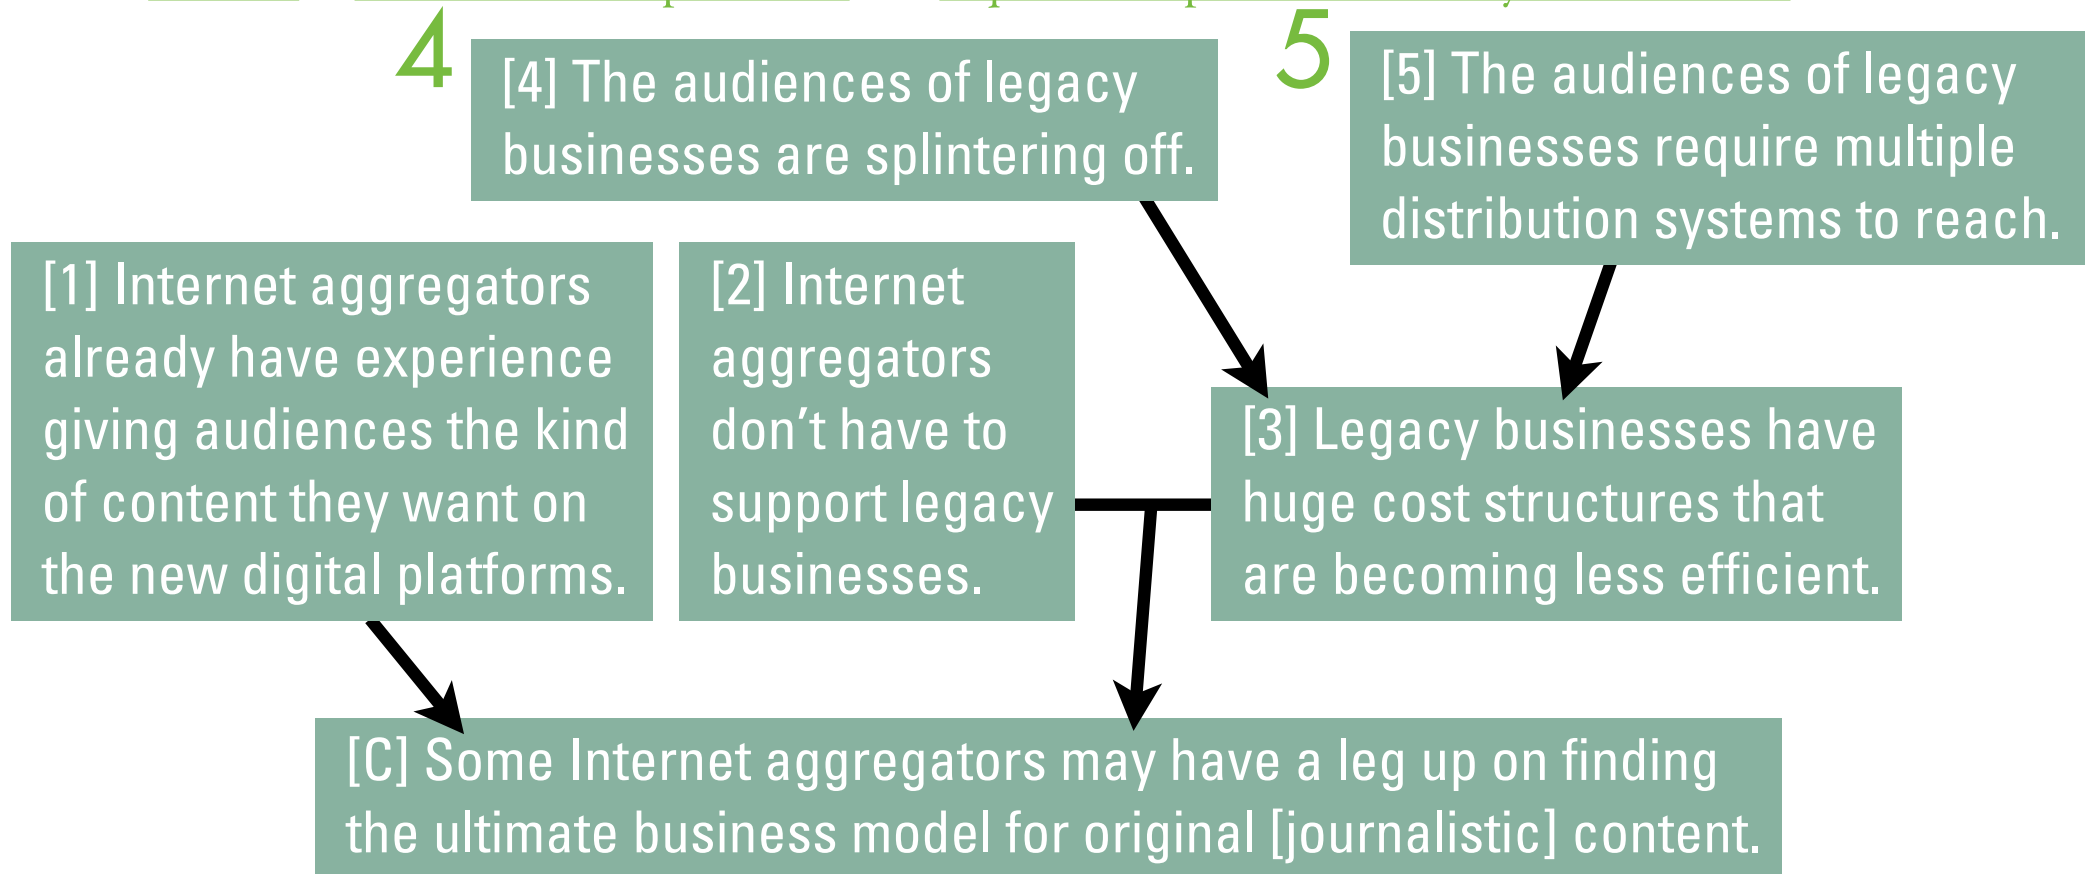 4
[4] The audiences of legacy
businesses are splintering off.
5
[5] The audiences of legacy
businesses require multiple
distribution systems to reach.
[1] Internet aggregators
already have experience
giving audiences the kind
of content they want on
the new digital platforms.
[2] Internet
aggregators
don’t have to
support legacy
businesses.
[3] Legacy businesses have
huge cost structures that
are becoming less efficient.
[C] Some Internet aggregators may have a leg up on finding
the ultimate business model for original [journalistic] content.